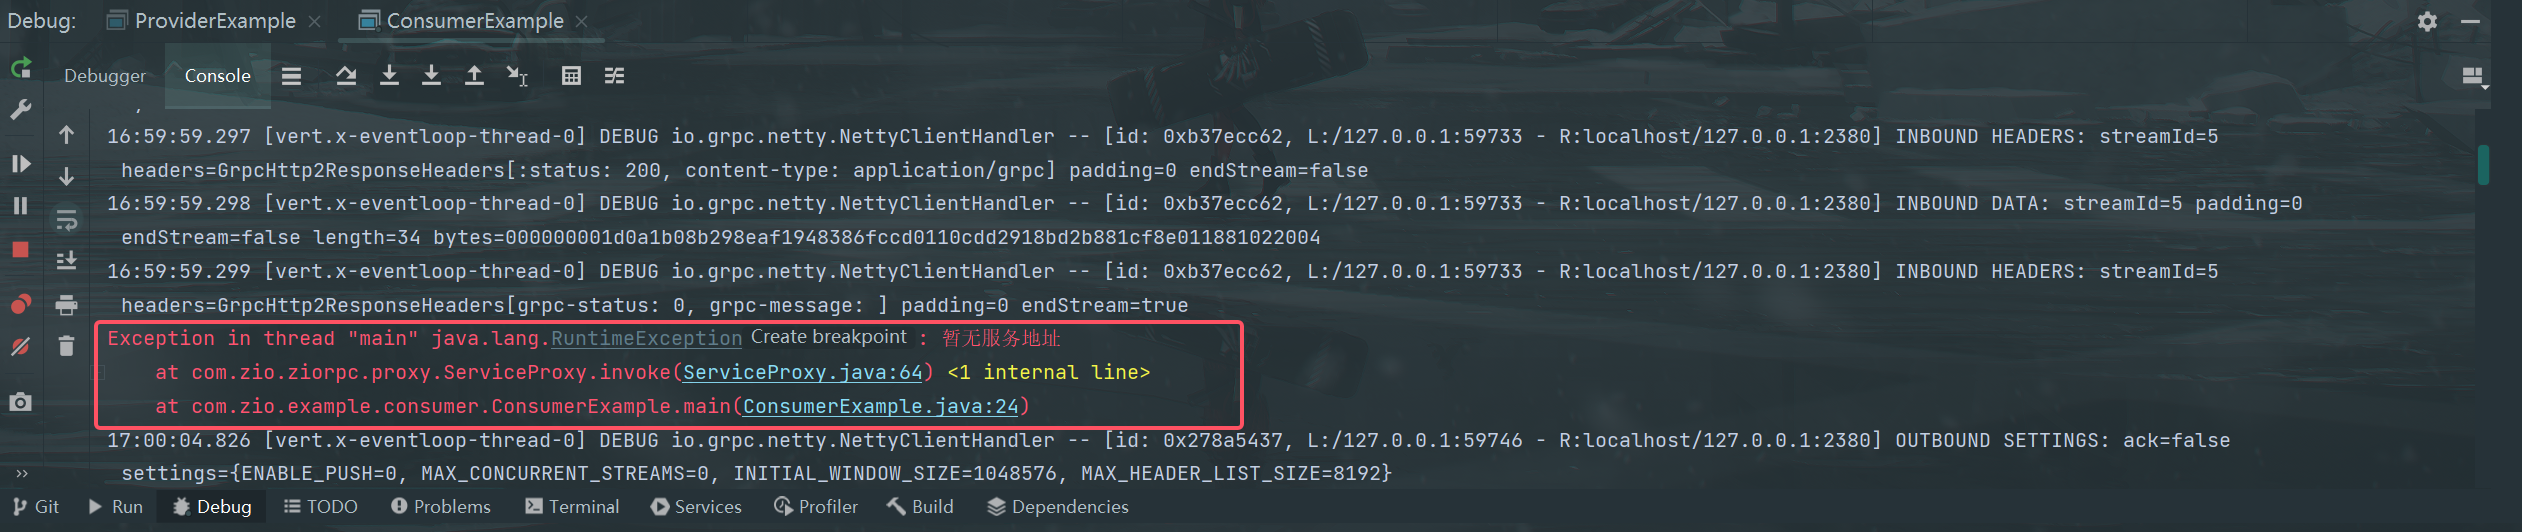 Debug: ProviderExample ConsumerExample
Debugger Console
16:59:59.297 [vert.x-eventloop-thread-0] DEBUG io.grpc.netty.NettyClientHandler -- [id: 0xb37ecc62, L:/127.0.0.1:59733 - R:localhost/127.0.0.1:2380] INBOUND HEADERS: streamId=5
headers=GrpcHttp2ResponseHeaders[:status: 200, content-type: application/grpc] padding=0 endStream=false
16:59:59.298 [vert.x-eventloop-thread-0] DEBUG io.grpc.netty.NettyClientHandler -- [id: 0xb37ecc62, L:/127.0.0.1:59733 - R:localhost/127.0.0.1:2380] INBOUND DATA: streamId=5 padding=0
endStream=false length=34 bytes=000000001d0a1b08b298eaf1948386fccd0110cdd2918bd2b881cf8e011881022004
16:59:59.299 [vert.x-eventloop-thread-0] DEBUG io.grpc.netty.NettyClientHandler -- [id: 0xb37ecc62, L:/127.0.0.1:59733 - R:localhost/127.0.0.1:2380] INBOUND HEADERS: streamId=5
headers=GrpcHttp2ResponseHeaders[grpc-status: 0, grpc-message: ] padding=0 endStream=true
Exception in thread "main" java.lang.RuntimeException Create breakpoint : 暂无服务地址
at com.zio.ziorpc.proxy.ServiceProxy.invoke(ServiceProxy.java:64) <1 internal line>
at com.zio.example.consumer.ConsumerExample.main(ConsumerExample.java:24)
17:00:04.826 [vert.x-eventloop-thread-0] DEBUG io.grpc.netty.NettyClientHandler -- [id: 0x278a5437, L:/127.0.0.1:59746 - R:localhost/127.0.0.1:2380] OUTBOUND SETTINGS: ack=false
settings={ENABLE_PUSH=0, MAX_CONCURRENT_STREAMS=0, INITIAL_WINDOW_SIZE=1048576, MAX_HEADER_LIST_SIZE=8192}
Git Run Debug TODO Problems Terminal Services Profiler Build Dependencies